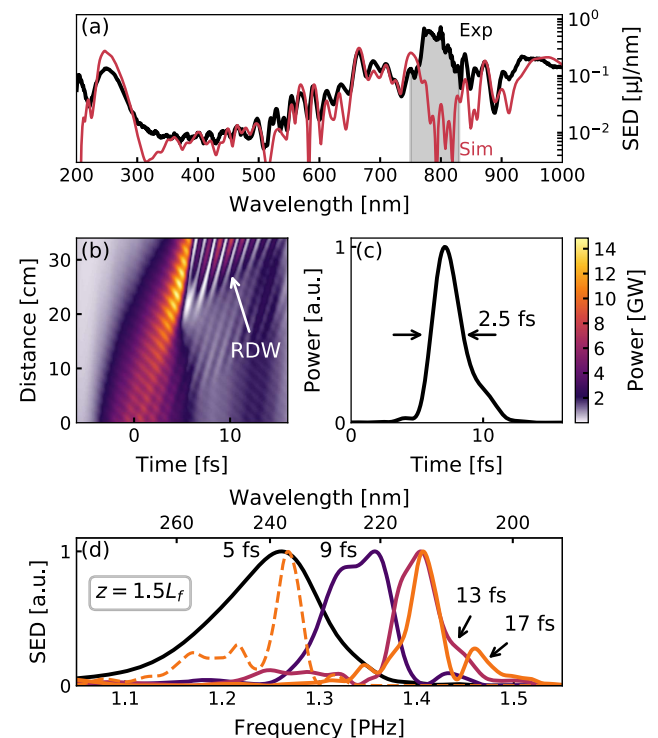 (a)
Exp
Sim
10⁰
10⁻¹
10⁻²
SED [µJ/nm]
200 300 400 500 600 700 800 900 1000
Wavelength [nm]
(b)
RDW
30
20
10
0
Distance [cm]
0 10
Time [fs]
(c)
2.5 fs
1
0
Power [a.u.]
0 10
Time [fs]
14
12
10
8
6
4
2
Power [GW]
Wavelength [nm]
260 240 220 200
(d)
5 fs 9 fs
z = 1.5L_f
13 fs
17 fs
1
0
SED [a.u.]
1.1 1.2 1.3 1.4 1.5
Frequency [PHz]